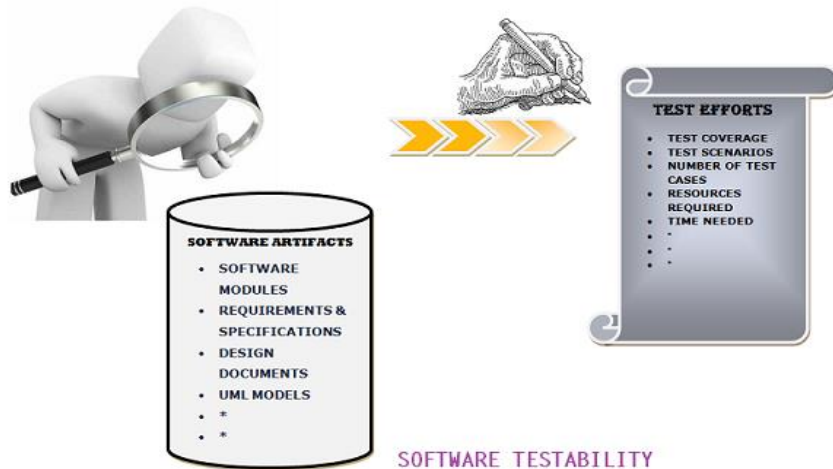 SOFTWARE ARTIFACTS
• SOFTWARE
MODULES
• REQUIREMENTS &
SPECIFICATIONS
• DESIGN
DOCUMENTS
• UML MODELS
• *
• *
TEST EFFORTS
• TEST COVERAGE
• TEST SCENARIOS
• NUMBER OF TEST
CASES
• RESOURCES
REQUIRED
• TIME NEEDED
• "
• "
• "
SOFTWARE TESTABILITY